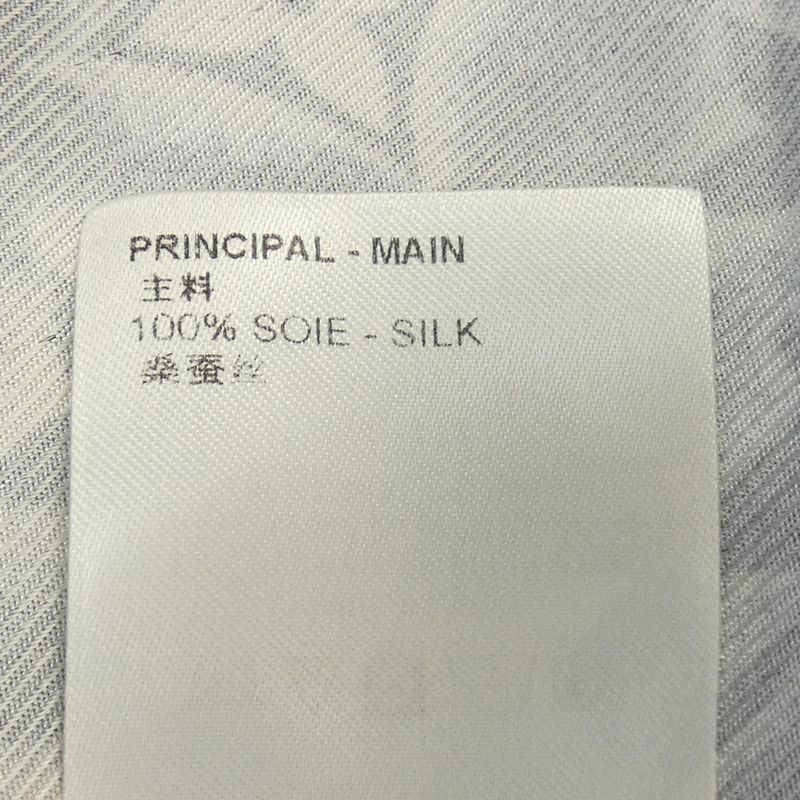 PRINCIPAL - MAIN
主料
100% SOIE - SILK
桑蚕丝